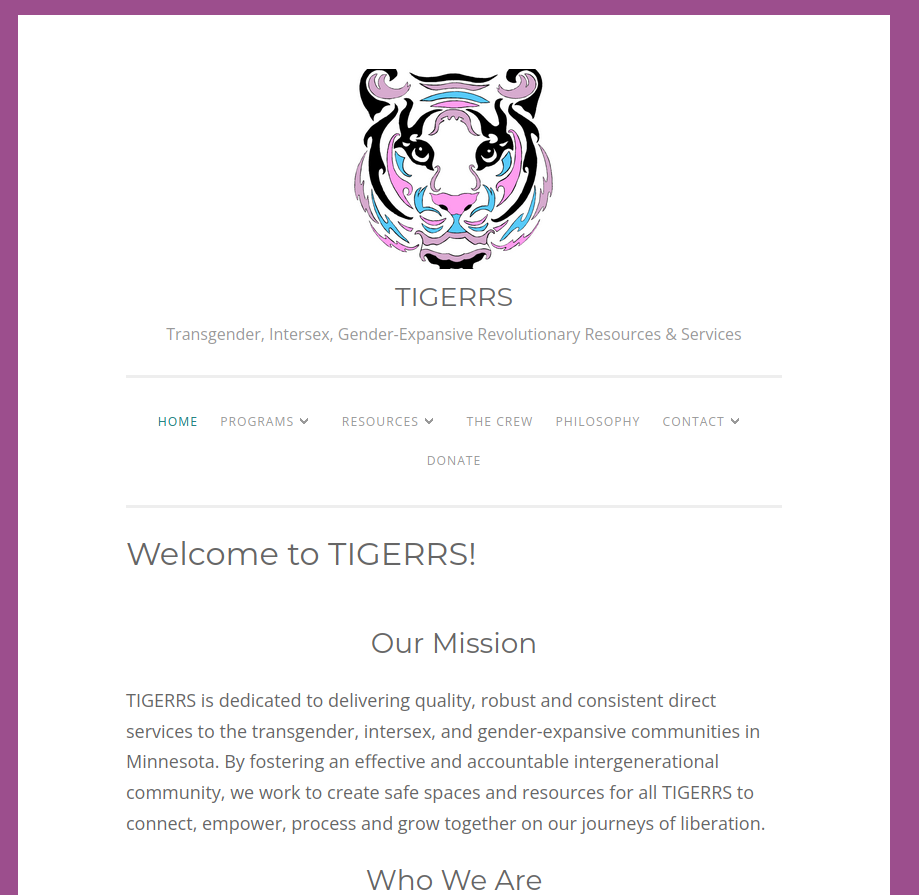 TIGERRS
Transgender, Intersex, Gender-Expansive Revolutionary Resources & Services
HOME PROGRAMS RESOURCES THE CREW PHILOSOPHY CONTACT
DONATE
Welcome to TIGERRS!
Our Mission
TIGERRS is dedicated to delivering quality, robust and consistent direct
services to the transgender, intersex, and gender-expansive communities in
Minnesota. By fostering an effective and accountable intergenerational
community, we work to create safe spaces and resources for all TIGERRS to
connect, empower, process and grow together on our journeys of liberation.
Who We Are